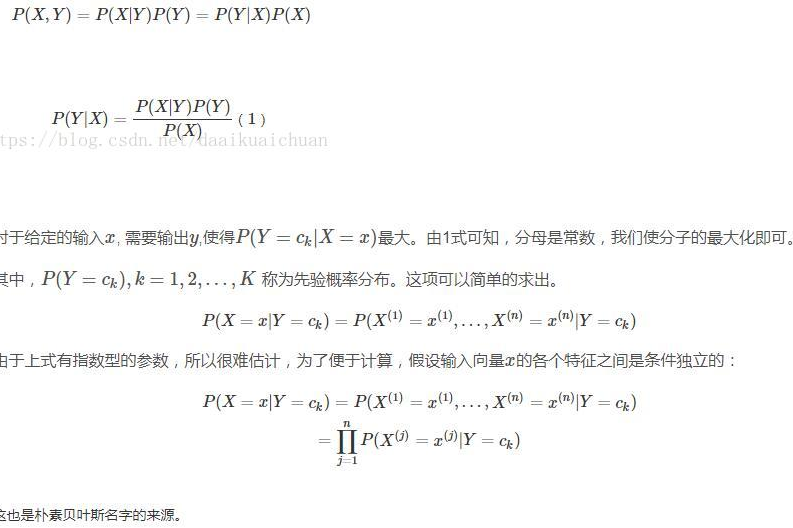 P(X,Y) = P(X|Y)P(Y) = P(Y|X)P(X)
P(Y|X) = P(X|Y)P(Y) / P(X) (1)
tps://blog.csdn.net/daaikuaichuan
对于给定的输入x, 需要输出y,使得P(Y = c_k|X = x)最大。由1式可知，分母是常数，我们使分子的最大化即可。
其中，P(Y = c_k), k = 1, 2, . . . , K 称为先验概率分布。这项可以简单的求出。
P(X = x|Y = c_k) = P(X^{(1)} = x^{(1)}, . . . , X^{(n)} = x^{(n)}|Y = c_k)
由于上式有指数型的参数，所以很难估计，为了便于计算，假设输入向量x的各个特征之间是条件独立的：
P(X = x|Y = c_k) = P(X^{(1)} = x^{(1)}, . . . , X^{(n)} = x^{(n)}|Y = c_k)
= ∏_{j=1}^{n} P(X^{(j)} = x^{(j)}|Y = c_k)
这也是朴素贝叶斯名字的来源。